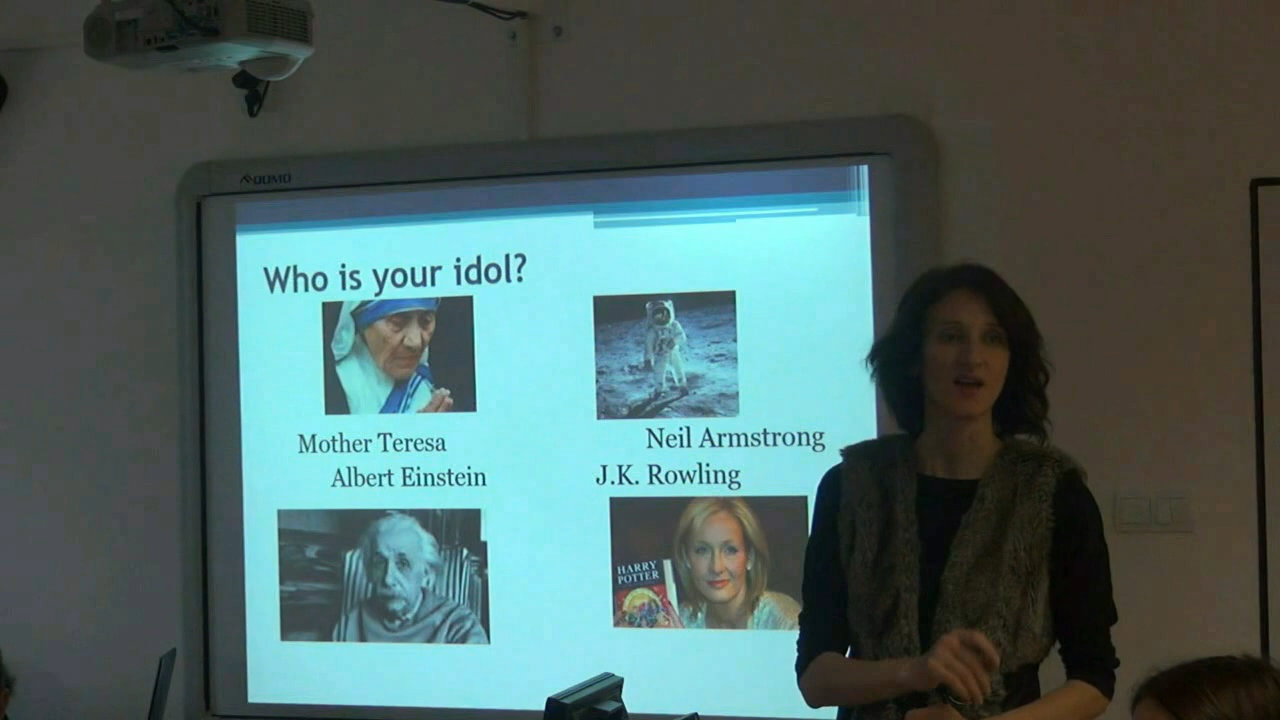 Who is your idol?
Mother Teresa
Neil Armstrong
Albert Einstein
J.K. Rowling
HARRY
POTTER